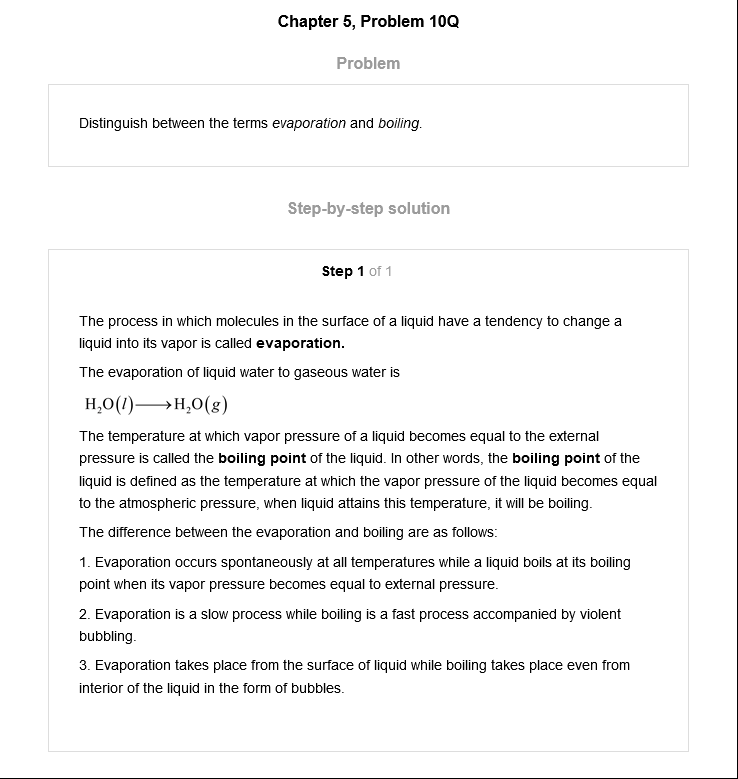 Chapter 5, Problem 10Q
Problem
Distinguish between the terms evaporation and boiling.
Step-by-step solution
Step 1 of 1
The process in which molecules in the surface of a liquid have a tendency to change a
liquid into its vapor is called evaporation.
The evaporation of liquid water to gaseous water is
H₂O(l)⟶H₂O(g)
The temperature at which vapor pressure of a liquid becomes equal to the external
pressure is called the boiling point of the liquid. In other words, the boiling point of the
liquid is defined as the temperature at which the vapor pressure of the liquid becomes equal
to the atmospheric pressure, when liquid attains this temperature, it will be boiling.
The difference between the evaporation and boiling are as follows:
1. Evaporation occurs spontaneously at all temperatures while a liquid boils at its boiling
point when its vapor pressure becomes equal to external pressure.
2. Evaporation is a slow process while boiling is a fast process accompanied by violent
bubbling.
3. Evaporation takes place from the surface of liquid while boiling takes place even from
interior of the liquid in the form of bubbles.